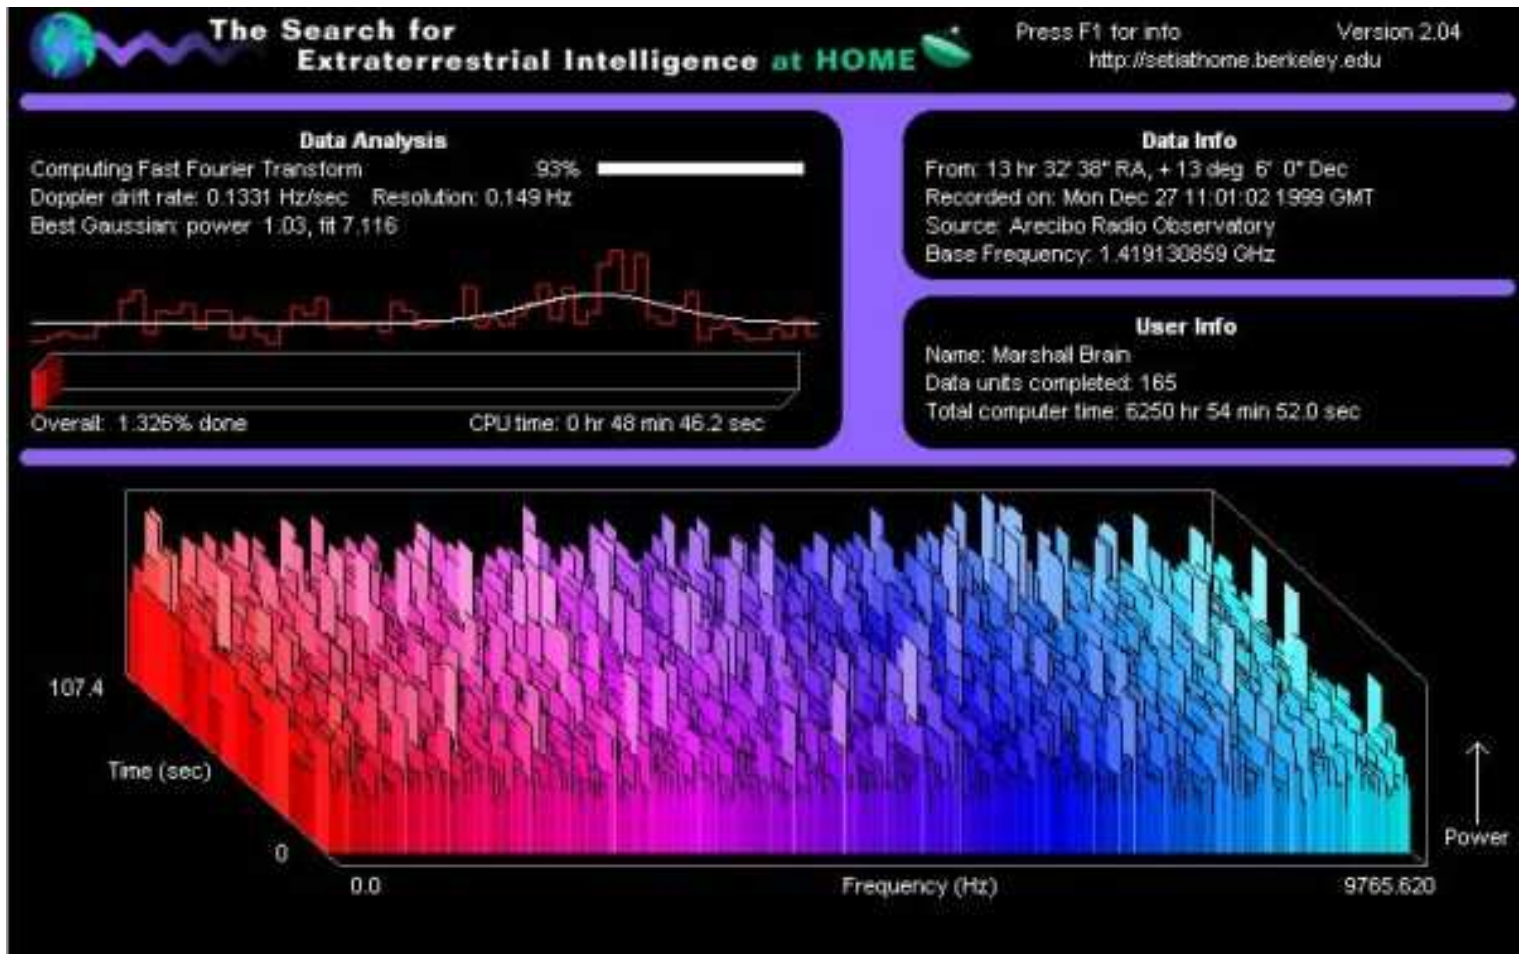 The Search for
Extraterrestrial Intelligence at HOME
Press F1 for info Version 2.04
http://setiathome.berkeley.edu
Data Analysis
Computing Fast Fourier Transform 93%
Doppler drift rate: 0.1331 Hz/sec Resolution: 0.149 Hz
Best Gaussian: power 1.03, fit 7.116
Overall: 1.326% done CPU time: 0 hr 48 min 46.2 sec
Data Info
From: 13 hr 32' 38" RA, + 13 deg 6' 0" Dec
Recorded on: Mon Dec 27 11:01:02 1999 GMT
Source: Arecibo Radio Observatory
Base Frequency: 1.419130859 GHz
User Info
Name: Marshall Brain
Data units completed: 165
Total computer time: 6250 hr 54 min 52.0 sec
107.4
Time (sec)
0
0.0
Frequency (Hz)
9765.620
Power